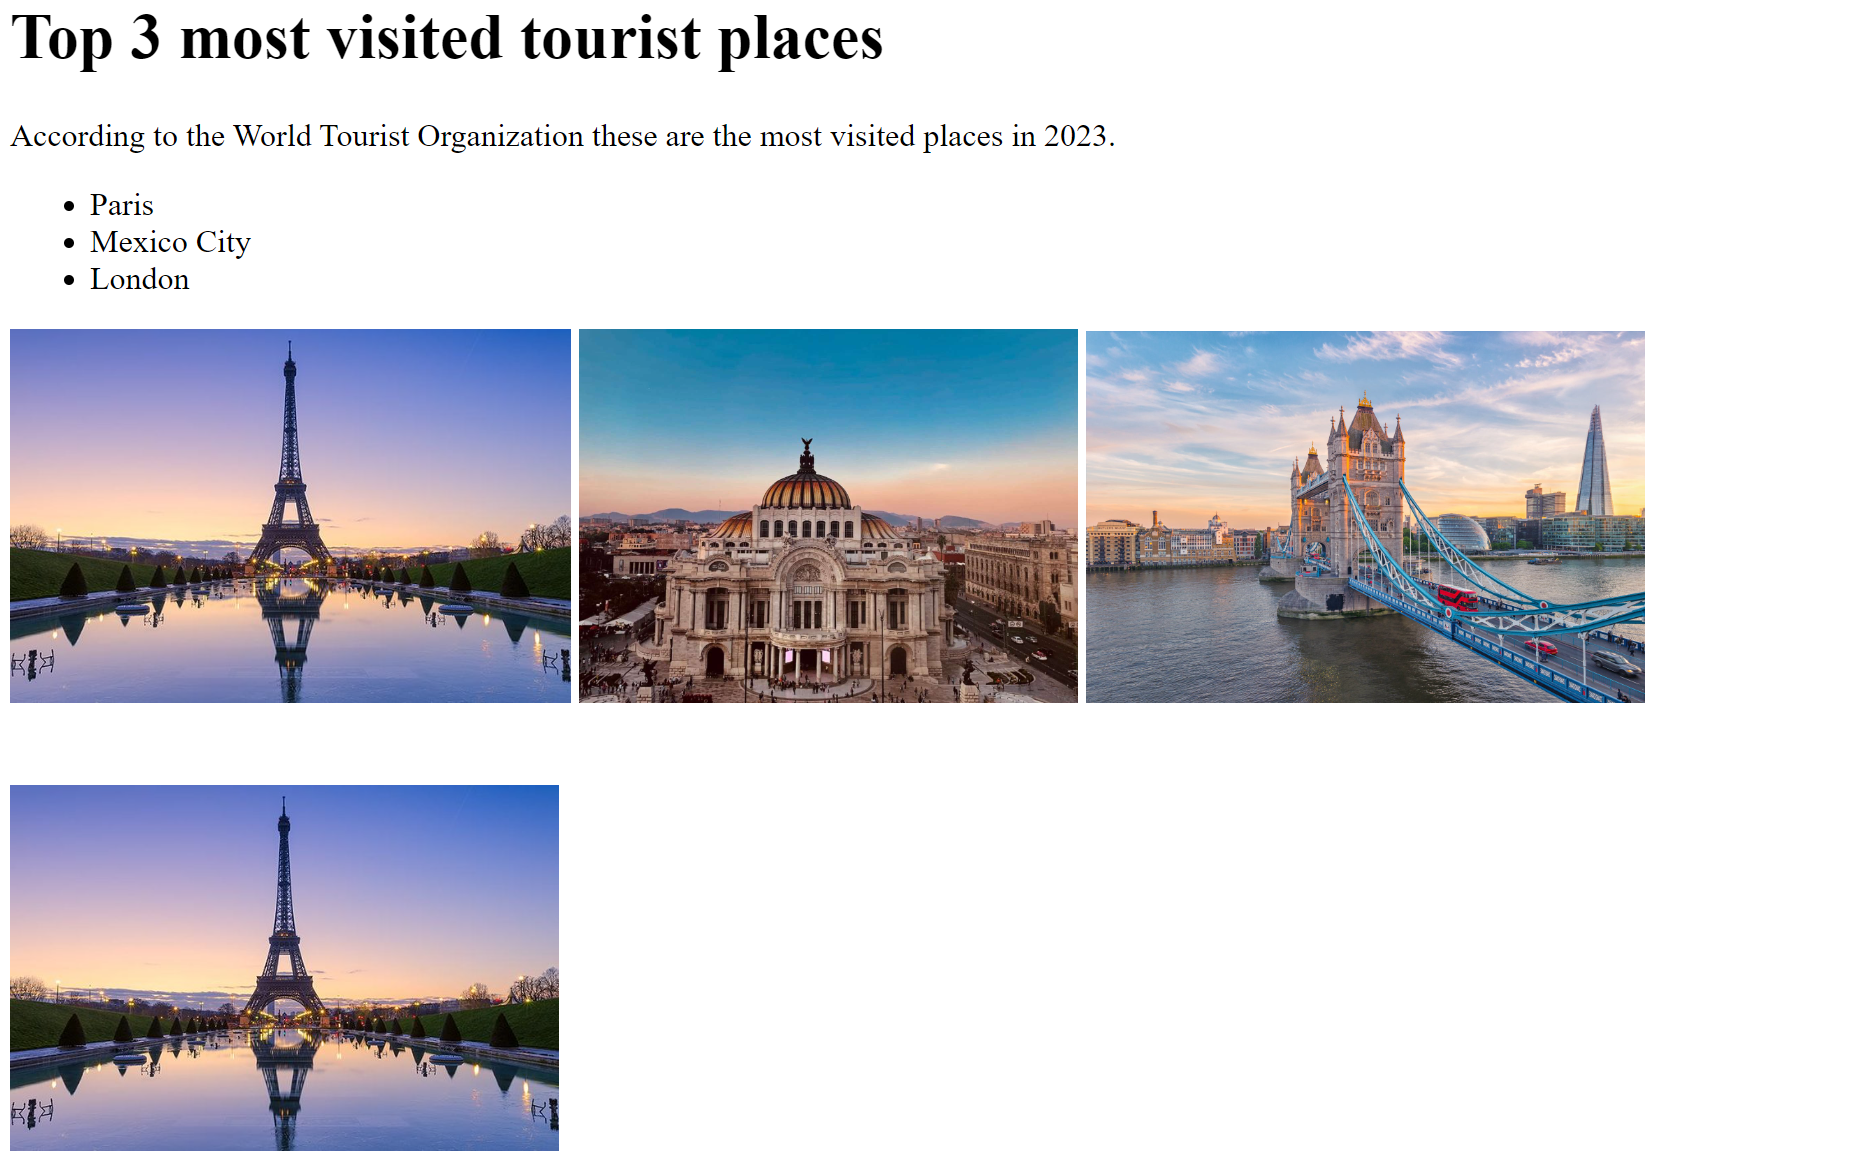 Top 3 most visited tourist places
According to the World Tourist Organization these are the most visited places in 2023.
Paris
Mexico City
London